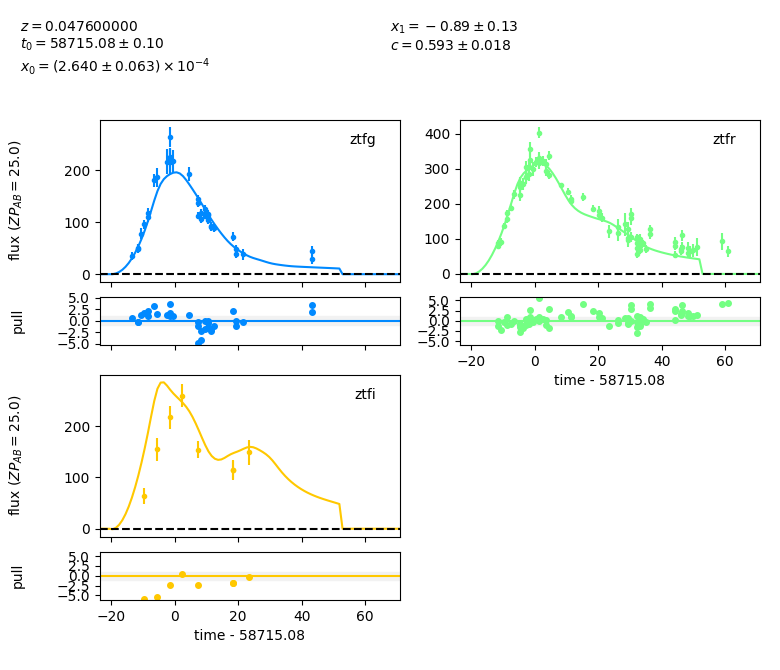 z = 0.047600000
t₀ = 58715.08 ± 0.10
x₀ = (2.640 ± 0.063) × 10⁻⁴
x₁ = −0.89 ± 0.13
c = 0.593 ± 0.018
ztfg
flux (ZP_AB = 25.0)
200
100
0
pull
5.0
2.5
0.0
−2.5
−5.0
ztfr
400
300
200
100
0
5.0
2.5
0.0
−2.5
−5.0
−20 0 20 40 60
time - 58715.08
ztfi
flux (ZP_AB = 25.0)
200
100
0
pull
5.0
2.5
0.0
−2.5
−5.0
−20 0 20 40 60
time - 58715.08